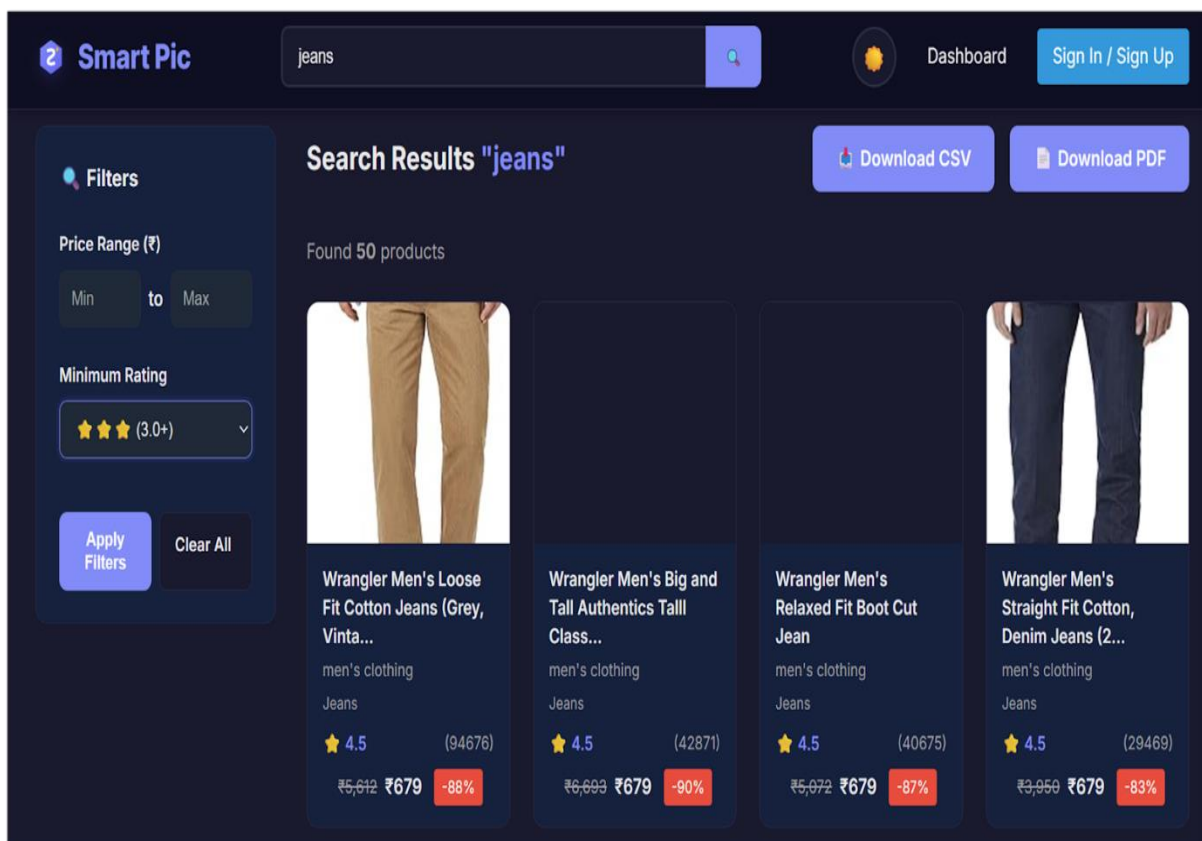 Smart Pic
jeans
Dashboard
Sign In / Sign Up
Filters
Price Range (₹)
Min to Max
Minimum Rating
(3.0+)
Apply
Filters
Clear All
Search Results "jeans"
Download CSV
Download PDF
Found 50 products
Wrangler Men's Loose
Fit Cotton Jeans (Grey,
Vinta...
men's clothing
Jeans
4.5 (94676)
₹5,612 ₹679 -88%
Wrangler Men's Big and
Tall Authentics Talll
Class...
men's clothing
Jeans
4.5 (42871)
₹6,693 ₹679 -90%
Wrangler Men's
Relaxed Fit Boot Cut
Jean
men's clothing
Jeans
4.5 (40675)
₹5,072 ₹679 -87%
Wrangler Men's
Straight Fit Cotton,
Denim Jeans (2...
men's clothing
Jeans
4.5 (29469)
₹3,950 ₹679 -83%